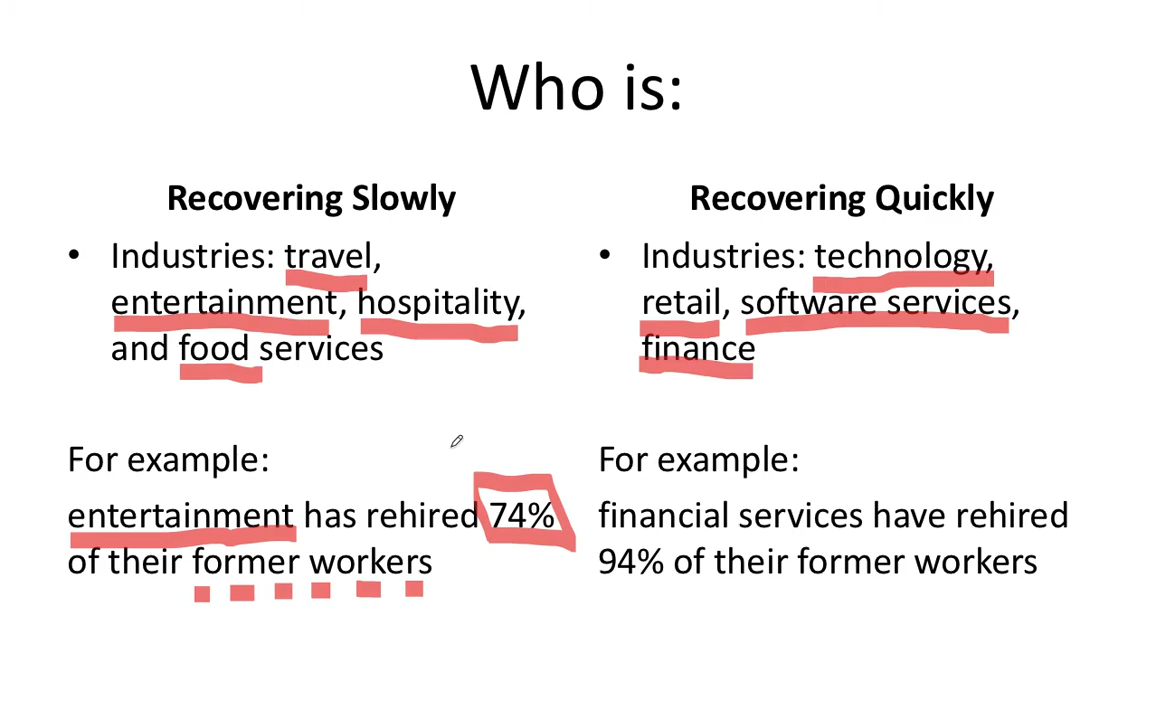 Who is:
Recovering Slowly
• Industries: travel,
entertainment, hospitality,
and food services
For example:
entertainment has rehired 74%
of their former workers
Recovering Quickly
• Industries: technology,
retail, software services,
finance
For example:
financial services have rehired
94% of their former workers